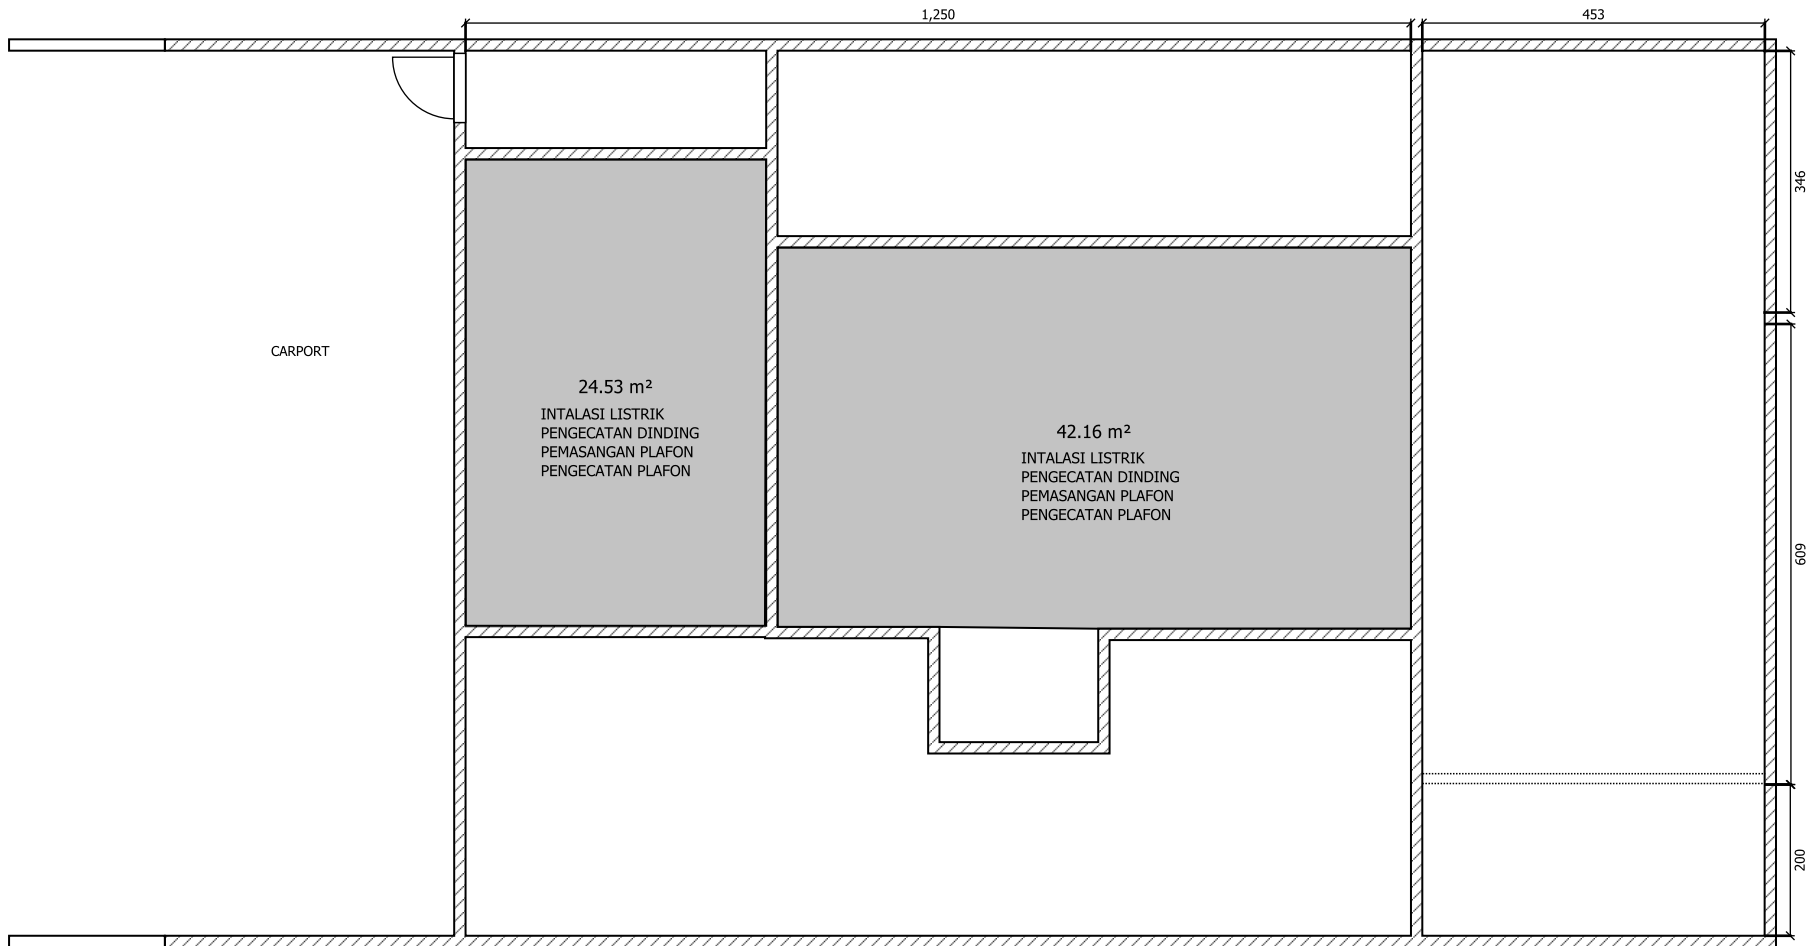 1,250
453
346
CARPORT
24.53 m²
INTALASI LISTRIK
PENGECATAN DINDING
PEMASANGAN PLAFON
PENGECATAN PLAFON
42.16 m²
INTALASI LISTRIK
PENGECATAN DINDING
PEMASANGAN PLAFON
PENGECATAN PLAFON
609
200